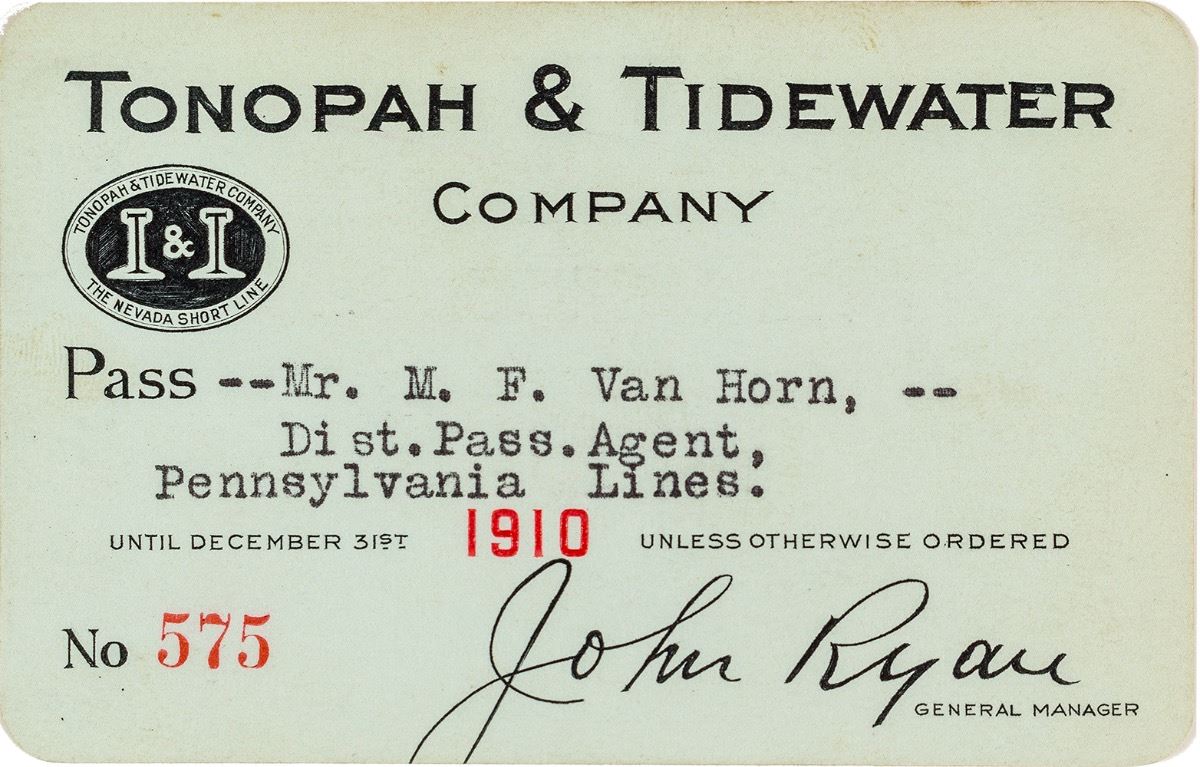 TONOPAH & TIDEWATER
COMPANY
TONOPAH & TIDEWATER COMPANY
T & T
THE NEVADA SHORT LINE
Pass --Mr. M. F. Van Horn, --
Dist.Pass.Agent,
Pennsylvania Lines.
UNTIL DECEMBER 31ST 1910 UNLESS OTHERWISE ORDERED
No 575
John Ryan
GENERAL MANAGER